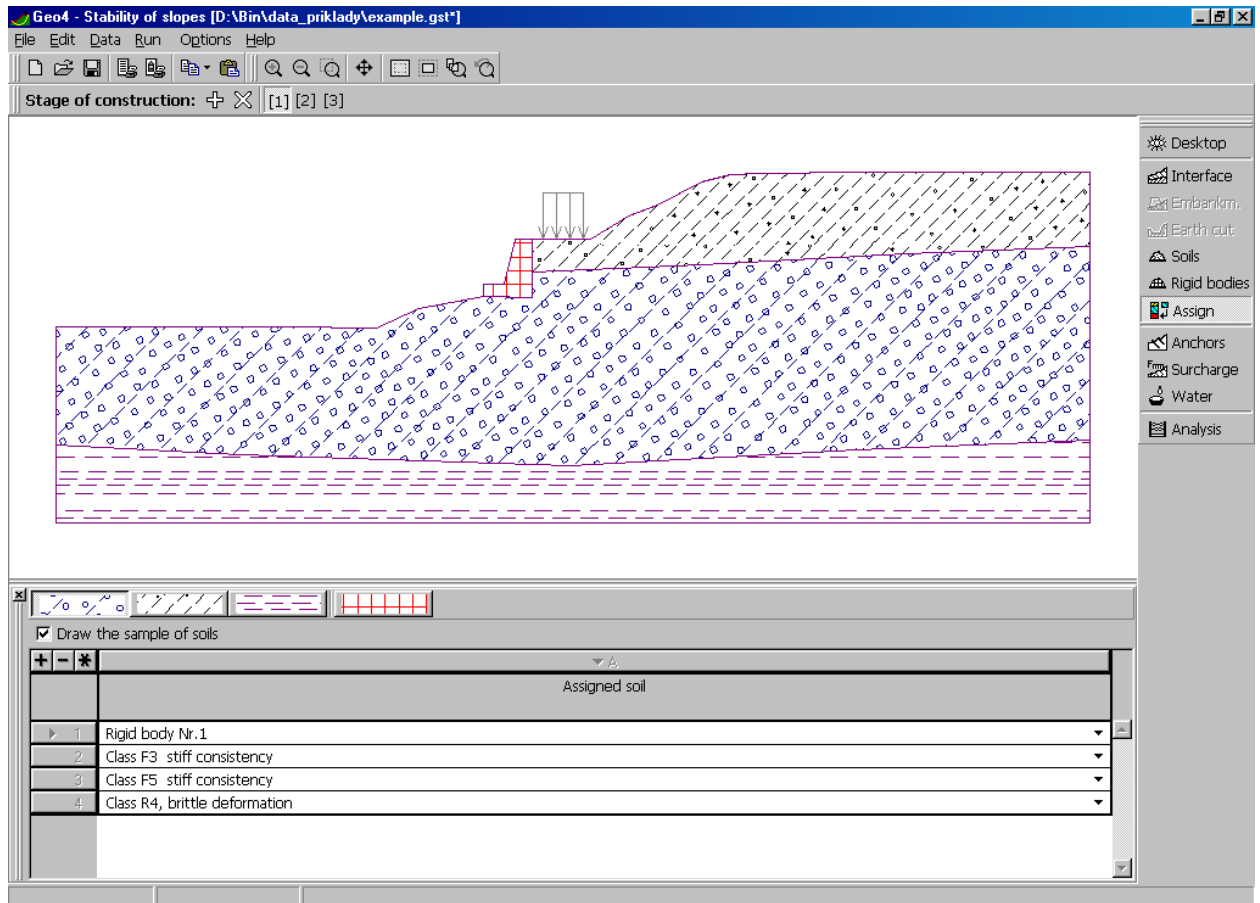 Geo4 - Stability of slopes [D:\Bin\data_priklady\example.gst*]
File Edit Data Run Options Help
Stage of construction: [1] [2] [3]
Desktop
Interface
Embankm.
Earth cut
Soils
Rigid bodies
Assign
Anchors
Surcharge
Water
Analysis
Draw the sample of soils
A
Assigned soil
1 Rigid body Nr.1
2 Class F3 stiff consistency
3 Class F5 stiff consistency
4 Class R4, brittle deformation